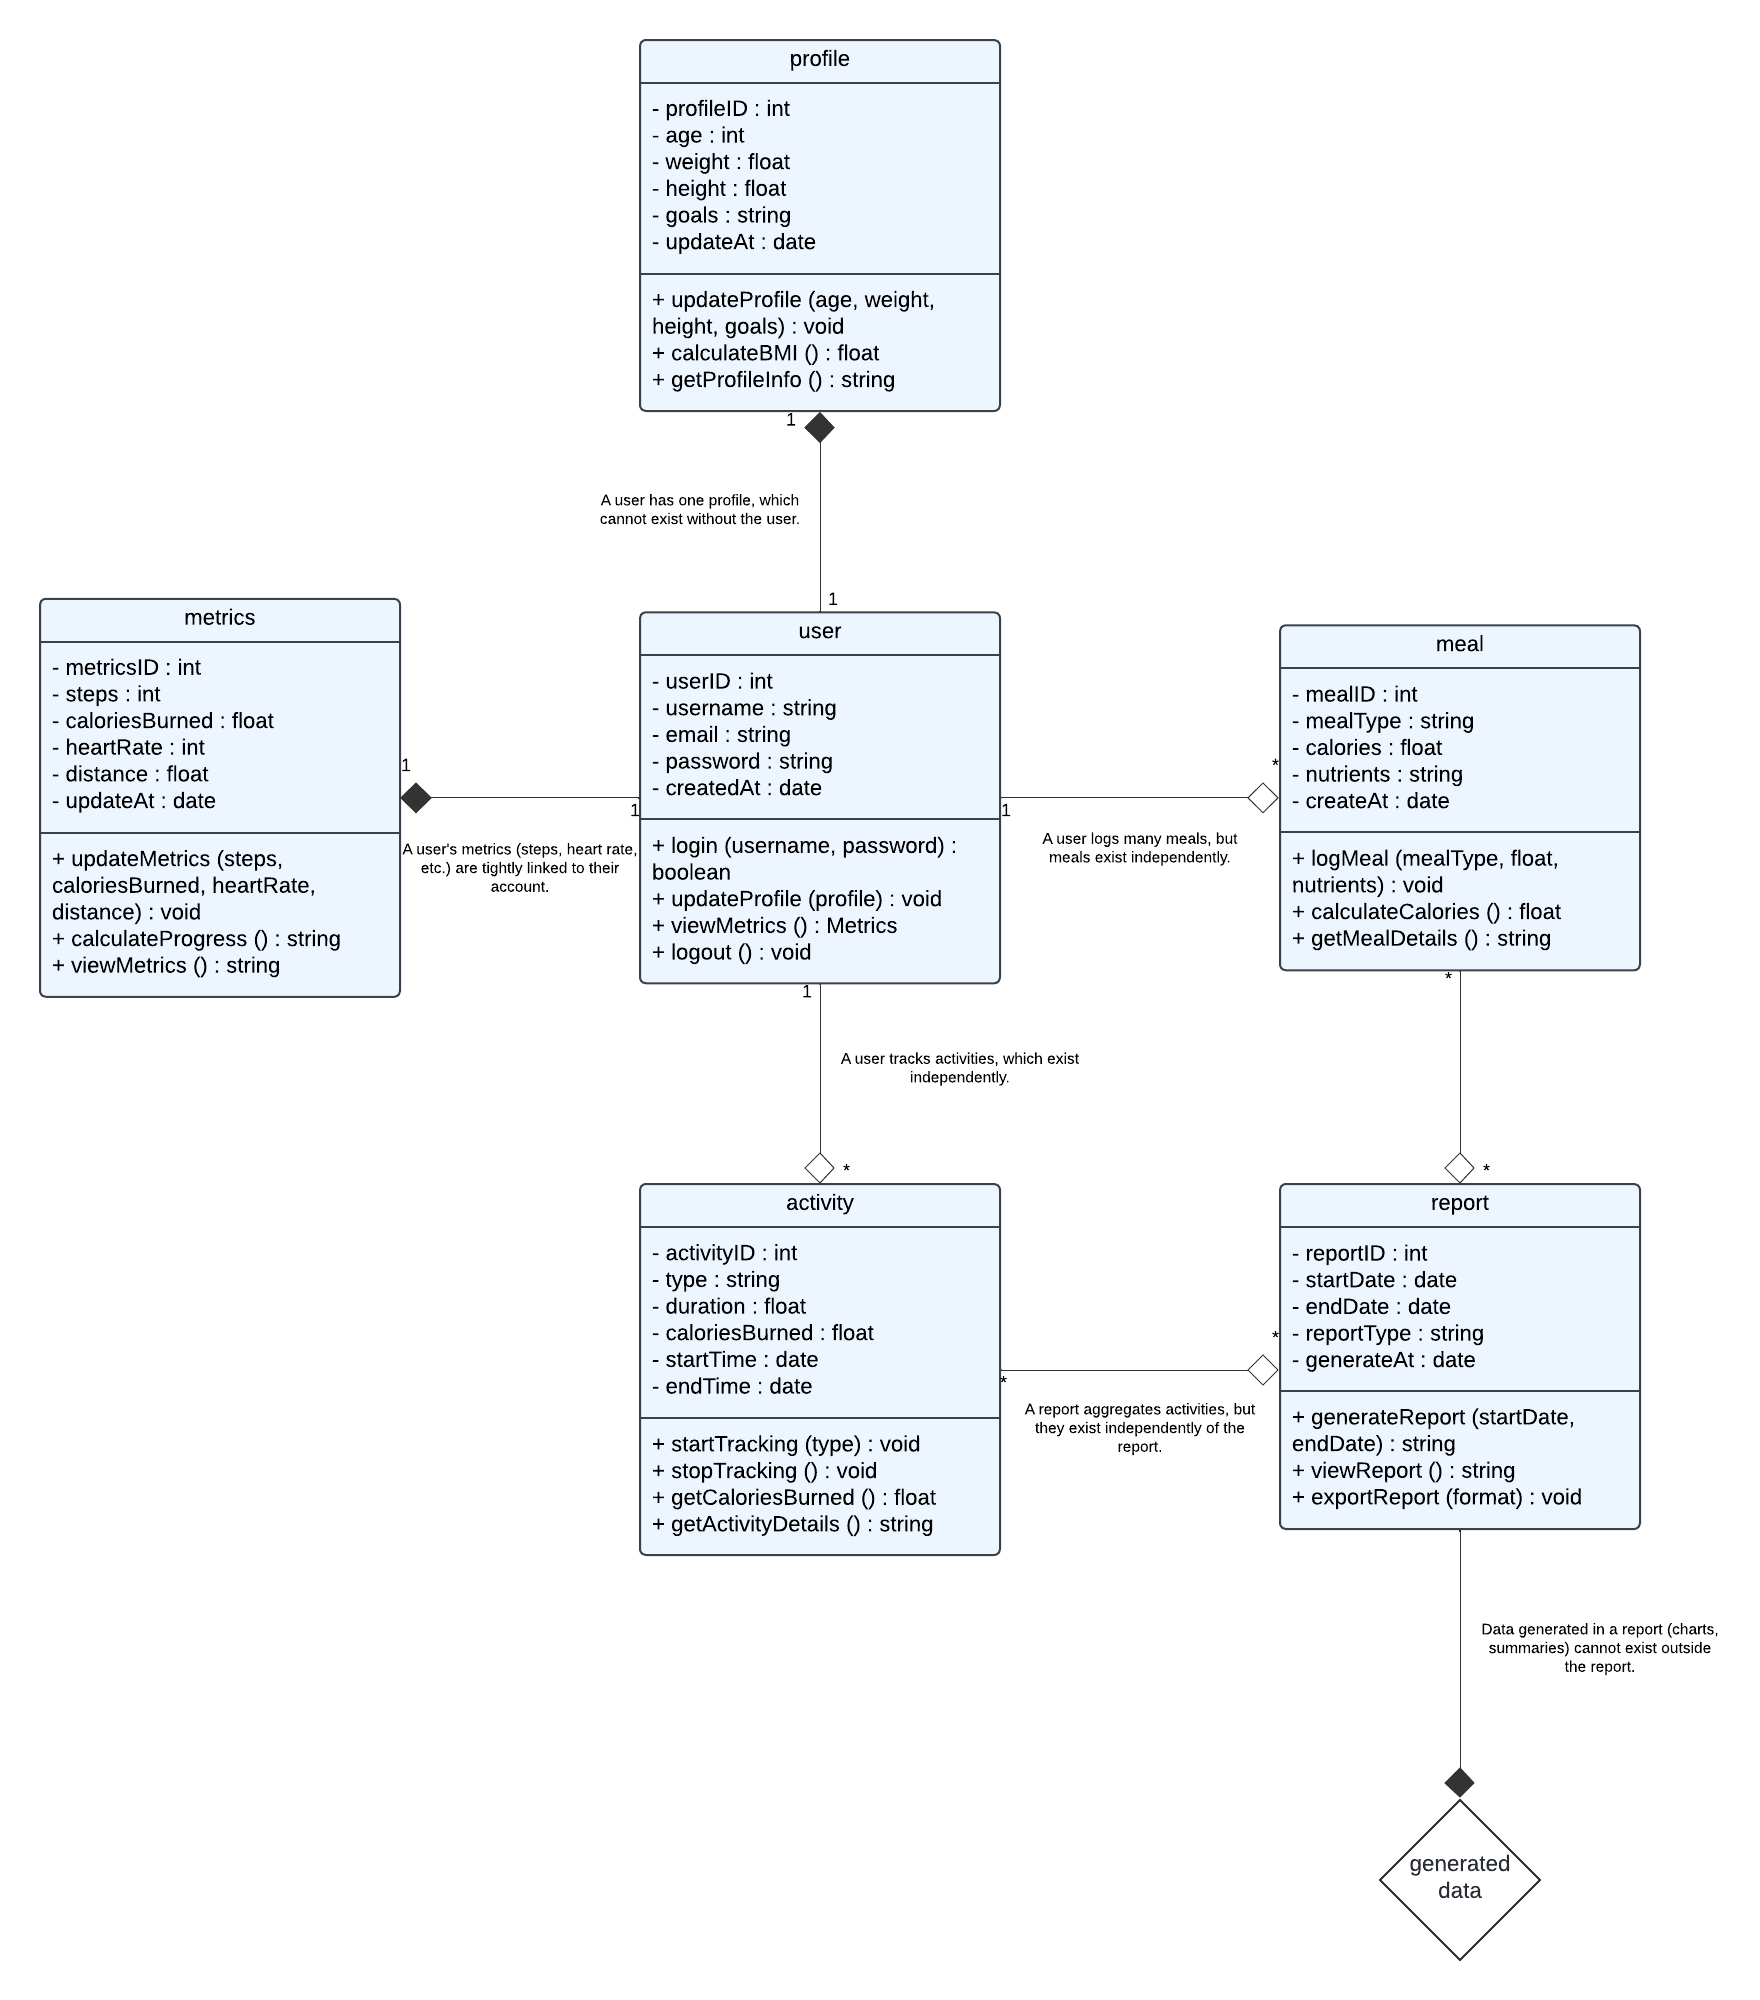 profile
- profileID : int
- age : int
- weight : float
- height : float
- goals : string
- updateAt : date
+ updateProfile (age, weight,
height, goals) : void
+ calculateBMI () : float
+ getProfileInfo () : string
1
A user has one profile, which
cannot exist without the user.
1
metrics
- metricsID : int
- steps : int
- caloriesBurned : float
- heartRate : int
- distance : float
- updateAt : date
+ updateMetrics (steps,
caloriesBurned, heartRate,
distance) : void
+ calculateProgress () : string
+ viewMetrics () : string
1
1
A user's metrics (steps, heart rate,
etc.) are tightly linked to their
account.
user
- userID : int
- username : string
- email : string
- password : string
- createdAt : date
+ login (username, password) :
boolean
+ updateProfile (profile) : void
+ viewMetrics () : Metrics
+ logout () : void
*
1
A user logs many meals, but
meals exist independently.
meal
- mealID : int
- mealType : string
- calories : float
- nutrients : string
- createAt : date
+ logMeal (mealType, float,
nutrients) : void
+ calculateCalories () : float
+ getMealDetails () : string
1
A user tracks activities, which exist
independently.
*
*
*
activity
- activityID : int
- type : string
- duration : float
- caloriesBurned : float
- startTime : date
- endTime : date
+ startTracking (type) : void
+ stopTracking () : void
+ getCaloriesBurned () : float
+ getActivityDetails () : string
*
*
A report aggregates activities, but
they exist independently of the
report.
report
- reportID : int
- startDate : date
- endDate : date
- reportType : string
- generateAt : date
+ generateReport (startDate,
endDate) : string
+ viewReport () : string
+ exportReport (format) : void
Data generated in a report (charts,
summaries) cannot exist outside
the report.
generated
data